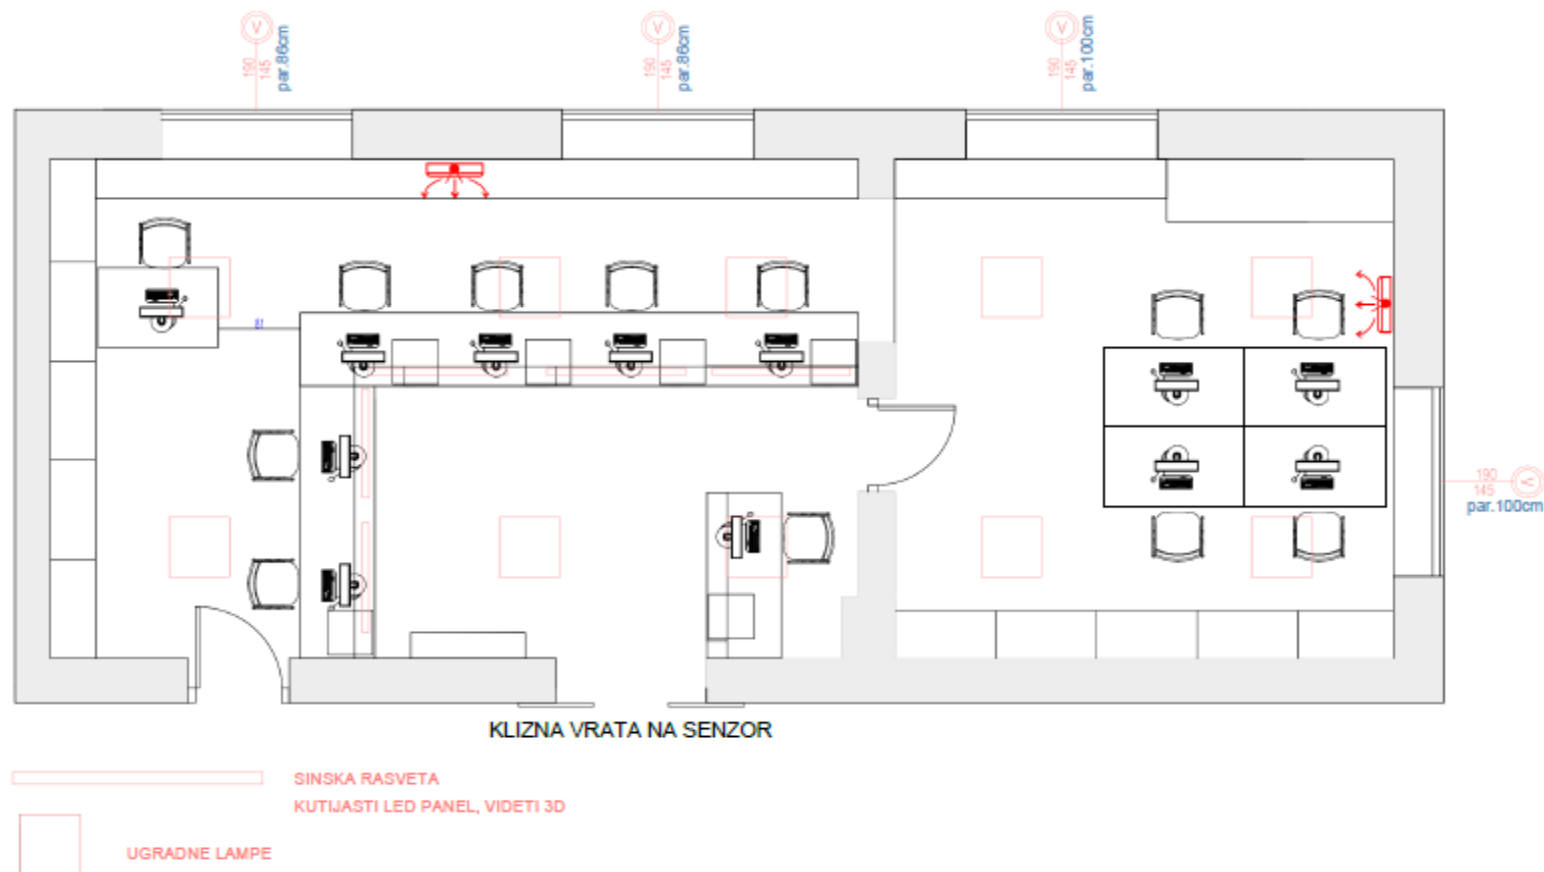 V
190
145
par.86cm
V
190
145
par.86cm
V
190
145
par.100cm
V
190
145
par.100cm
KLIZNA VRATA NA SENZOR
SINSKA RASVETA
KUTIJASTI LED PANEL, VIDETI 3D
UGRADNE LAMPE